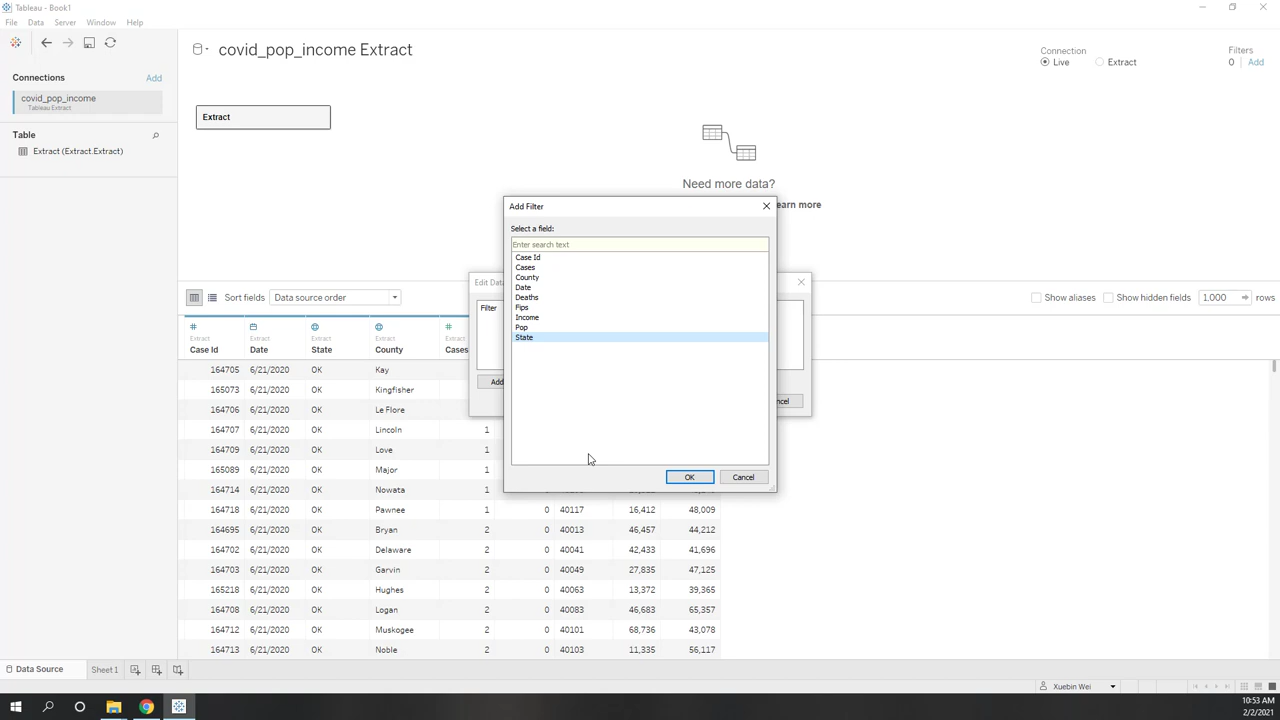 Tableau - Book1
File Data Server Window Help
covid_pop_income Extract
Connection
Live Extract
Filters
0 Add
Connections Add
covid_pop_income
Tableau Extract
Table
Extract (Extract.Extract)
Extract
Need more data?
earn more
Add Filter
Select a field:
Enter search text
Case Id
Cases
County
Date
Deaths
Fips
Income
Pop
State
OK Cancel
Edit Da
Filter
Add
ncel
Sort fields Data source order
Show aliases Show hidden fields 1,000 rows
Extract Extract Extract Extract Extract
Case Id Date State County Cases
164705 6/21/2020 OK Kay
165073 6/21/2020 OK Kingfisher
164706 6/21/2020 OK Le Flore
164707 6/21/2020 OK Lincoln 1
164709 6/21/2020 OK Love 1
165089 6/21/2020 OK Major 1
164714 6/21/2020 OK Nowata 1
164718 6/21/2020 OK Pawnee 1 0 40117 16,412 48,009
164695 6/21/2020 OK Bryan 2 0 40013 46,457 44,212
164702 6/21/2020 OK Delaware 2 0 40041 42,433 41,696
164703 6/21/2020 OK Garvin 2 0 40049 27,835 47,125
165218 6/21/2020 OK Hughes 2 0 40063 13,372 39,365
164708 6/21/2020 OK Logan 2 0 40083 46,683 65,357
164712 6/21/2020 OK Muskogee 2 0 40101 68,736 43,078
164713 6/21/2020 OK Noble 2 0 40103 11,335 56,117
Data Source Sheet 1
Xuebin Wei
10:53 AM
2/2/2021